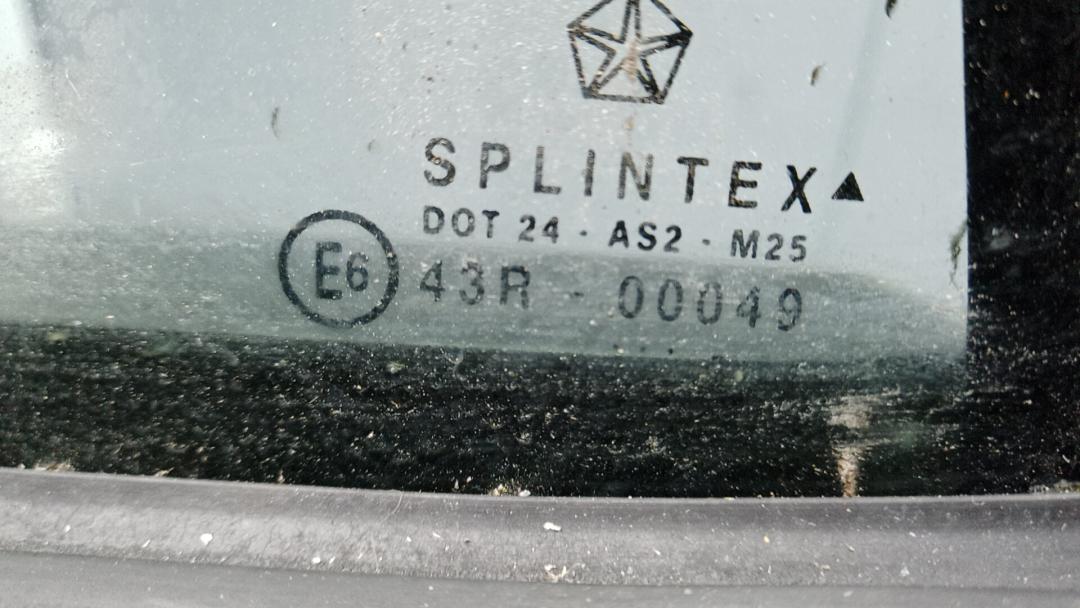 SPLINTEX▲
DOT 24 · AS2 · M25
E6 43R - 00049